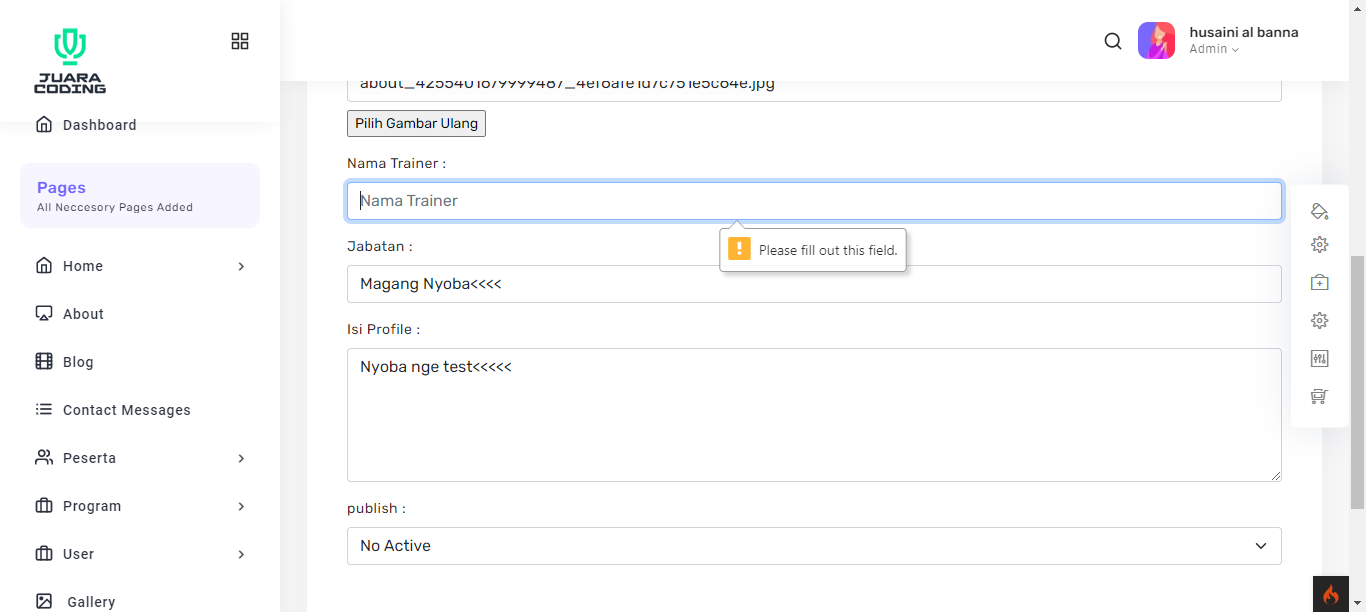 JUARA
CODING
Dashboard
Pages
All Neccesory Pages Added
Home
About
Blog
Contact Messages
Peserta
Program
User
Gallery
husaini al banna
Admin
Pilih Gambar Ulang
Nama Trainer :
Nama Trainer
Please fill out this field.
Jabatan :
Magang Nyoba<<<<
Isi Profile :
Nyoba nge test<<<<<
publish :
No Active